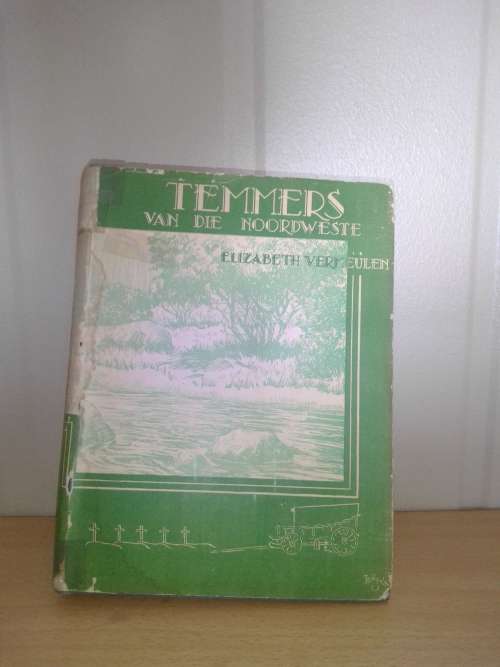 TEMMERS
VAN DIE NOORDWESTE
ELIZABETH VERMEULEN